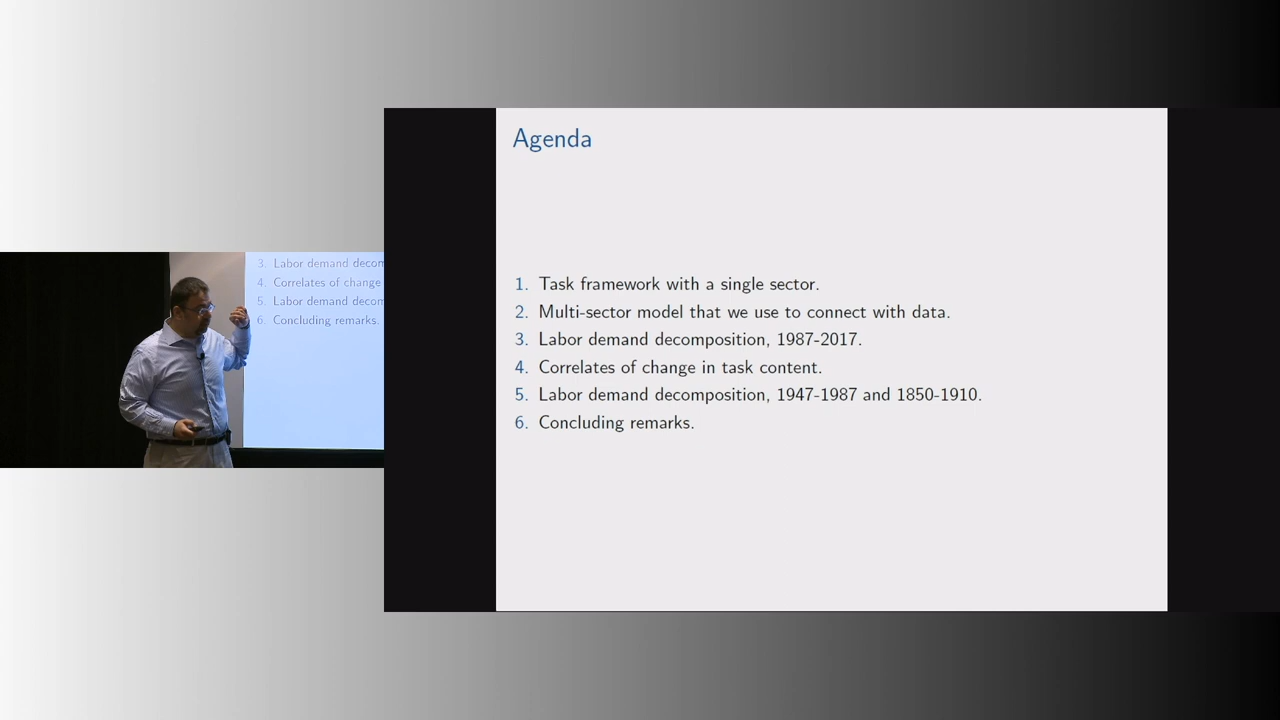 Agenda
1. Task framework with a single sector.
2. Multi-sector model that we use to connect with data.
3. Labor demand decomposition, 1987-2017.
4. Correlates of change in task content.
5. Labor demand decomposition, 1947-1987 and 1850-1910.
6. Concluding remarks.
3. Labor demand decom
4. Correlates of change
5. Labor demand decom
6. Concluding remarks.